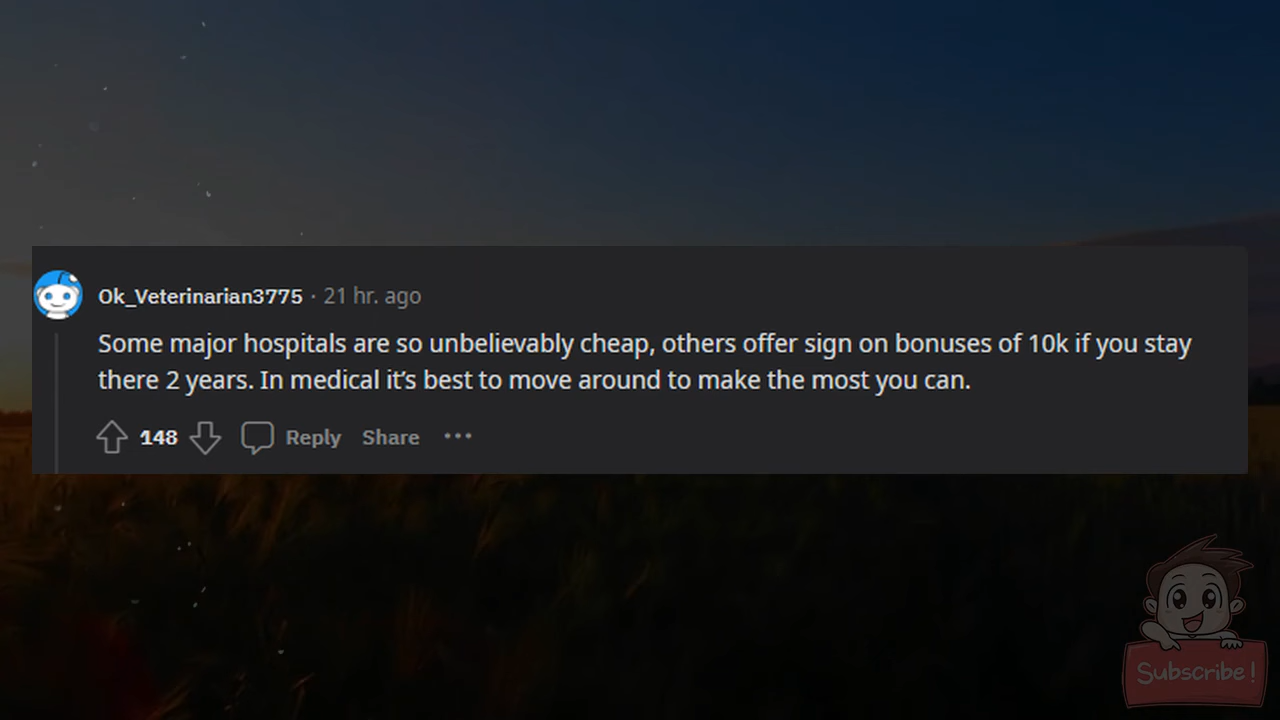 Ok_Veterinarian3775 · 21 hr. ago
Some major hospitals are so unbelievably cheap, others offer sign on bonuses of 10k if you stay
there 2 years. In medical it’s best to move around to make the most you can.
148 Reply Share ···
Subscribe!